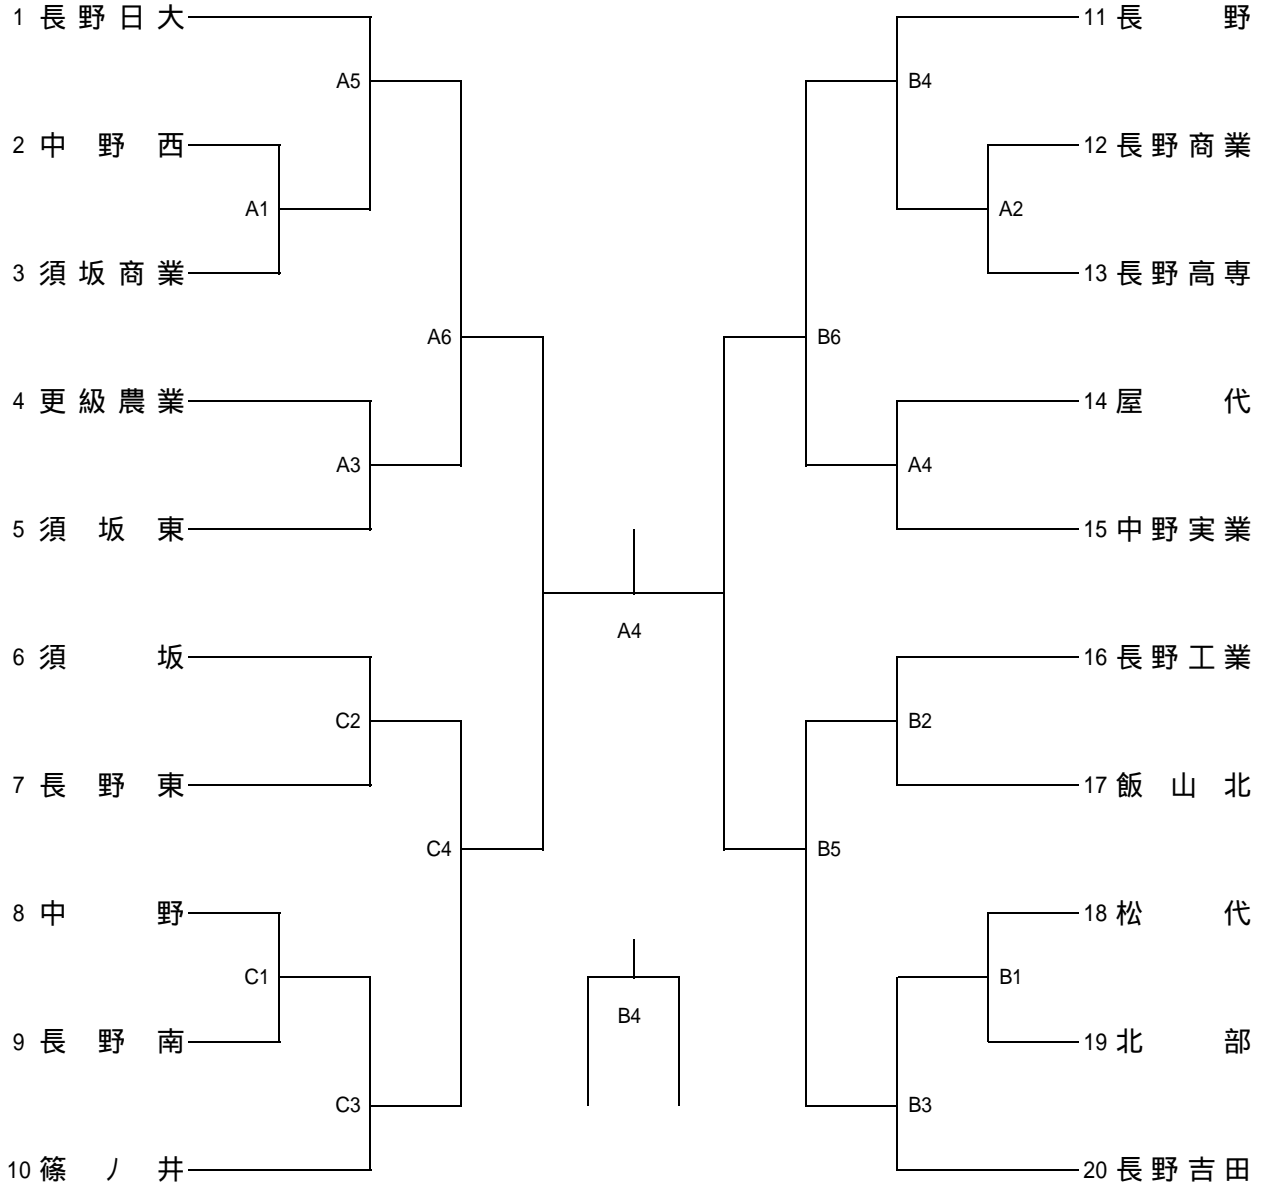 1 長野日大
A5
2 中野西
A1
3 須坂商業
A6
4 更級農業
A3
5 須坂東
6 須坂
C2
7 長野東
C4
8 中野
C1
9 長野南
C3
10 篠ノ井
A4
B4
11 長野
B4
12 長野商業
A2
13 長野高専
B6
14 屋代
A4
15 中野実業
16 長野工業
B2
17 飯山北
B5
18 松代
B1
19 北部
B3
20 長野吉田